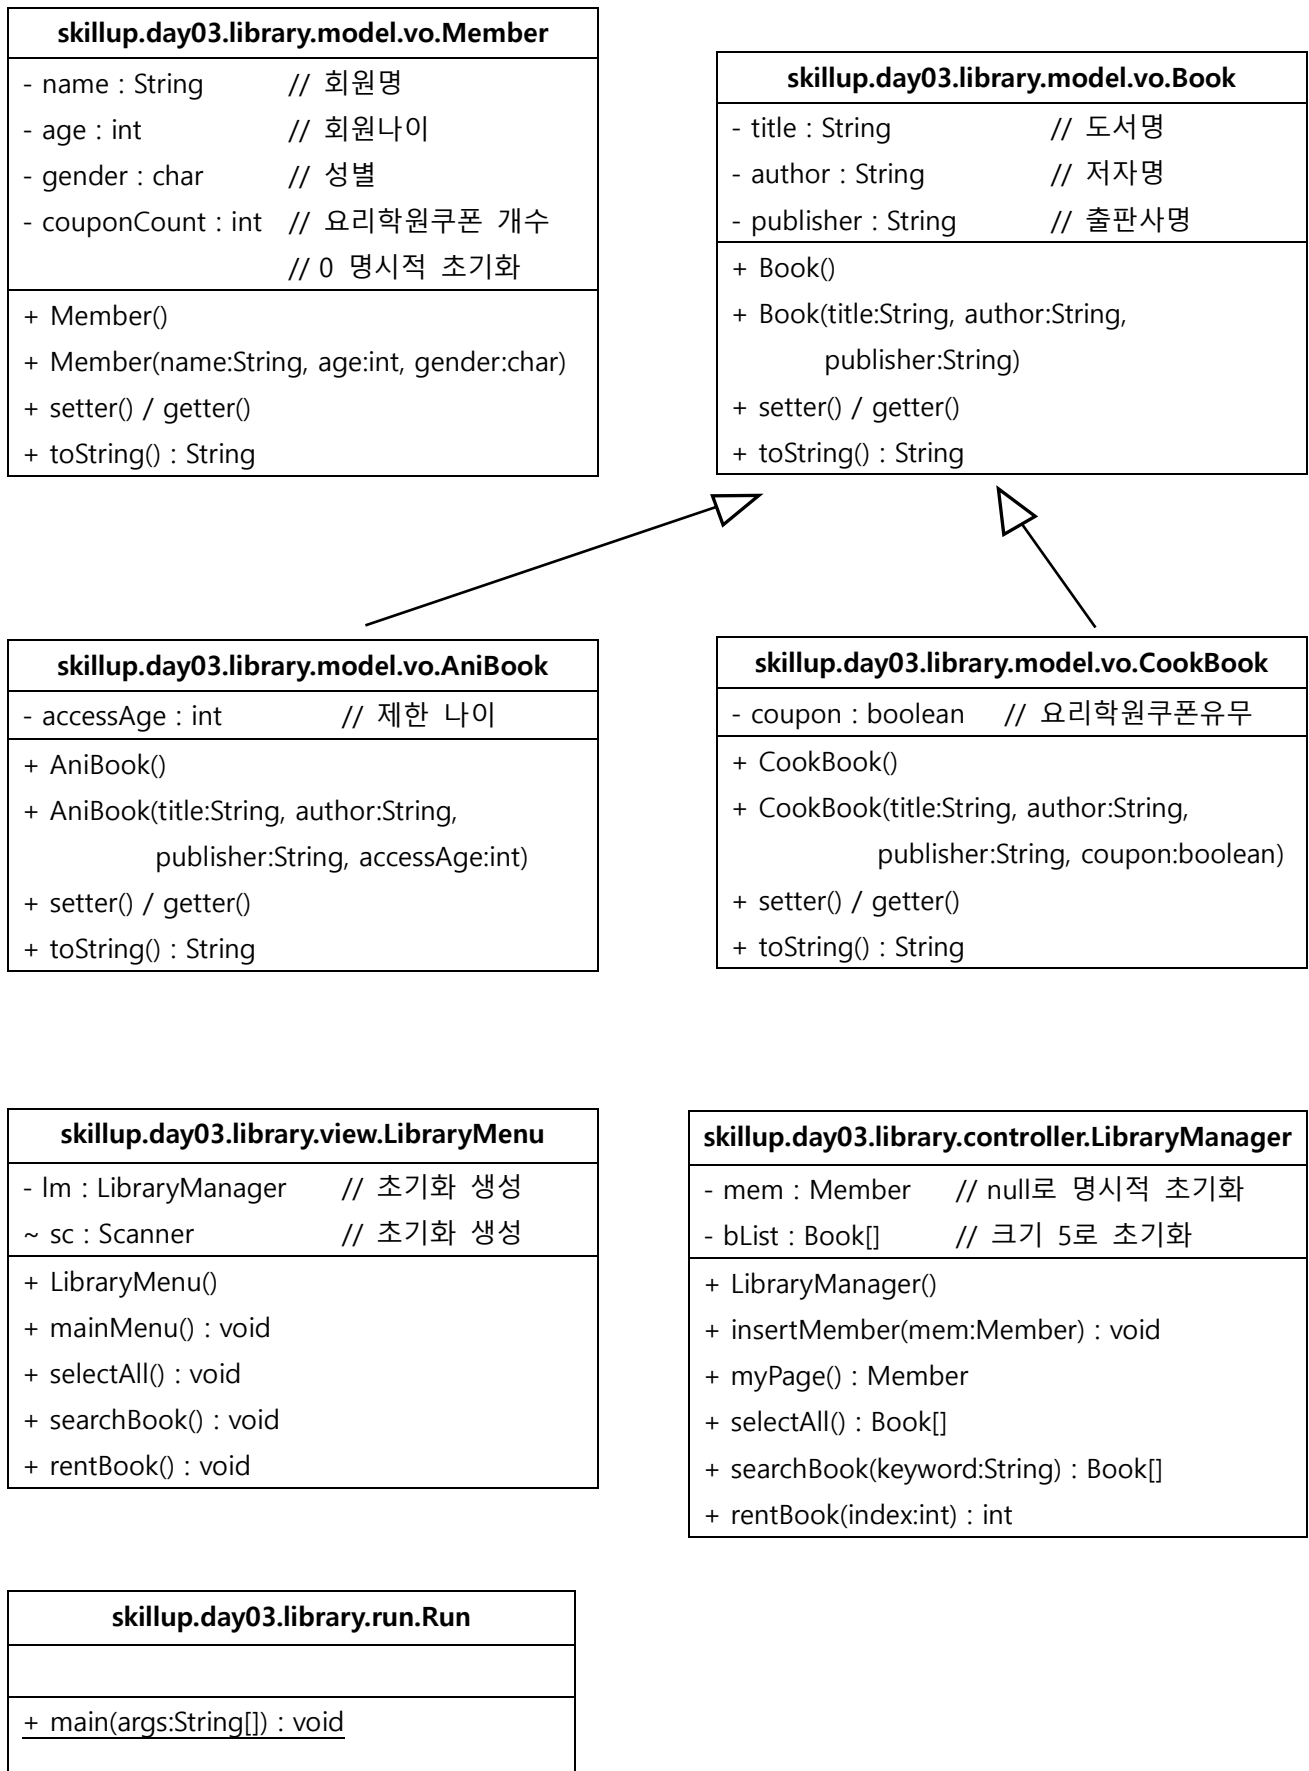 skillup.day03.library.model.vo.Member
- name : String // 회원명
- age : int // 회원나이
- gender : char // 성별
- couponCount : int // 요리학원쿠폰 개수
// 0 명시적 초기화
+ Member()
+ Member(name:String, age:int, gender:char)
+ setter() / getter()
+ toString() : String
skillup.day03.library.model.vo.Book
- title : String // 도서명
- author : String // 저자명
- publisher : String // 출판사명
+ Book()
+ Book(title:String, author:String,
publisher:String)
+ setter() / getter()
+ toString() : String
skillup.day03.library.model.vo.AniBook
- accessAge : int // 제한 나이
+ AniBook()
+ AniBook(title:String, author:String,
publisher:String, accessAge:int)
+ setter() / getter()
+ toString() : String
skillup.day03.library.model.vo.CookBook
- coupon : boolean // 요리학원쿠폰유무
+ CookBook()
+ CookBook(title:String, author:String,
publisher:String, coupon:boolean)
+ setter() / getter()
+ toString() : String
skillup.day03.library.view.LibraryMenu
- lm : LibraryManager // 초기화 생성
~ sc : Scanner // 초기화 생성
+ LibraryMenu()
+ mainMenu() : void
+ selectAll() : void
+ searchBook() : void
+ rentBook() : void
skillup.day03.library.controller.LibraryManager
- mem : Member // null로 명시적 초기화
- bList : Book[] // 크기 5로 초기화
+ LibraryManager()
+ insertMember(mem:Member) : void
+ myPage() : Member
+ selectAll() : Book[]
+ searchBook(keyword:String) : Book[]
+ rentBook(index:int) : int
skillup.day03.library.run.Run
+ main(args:String[]) : void